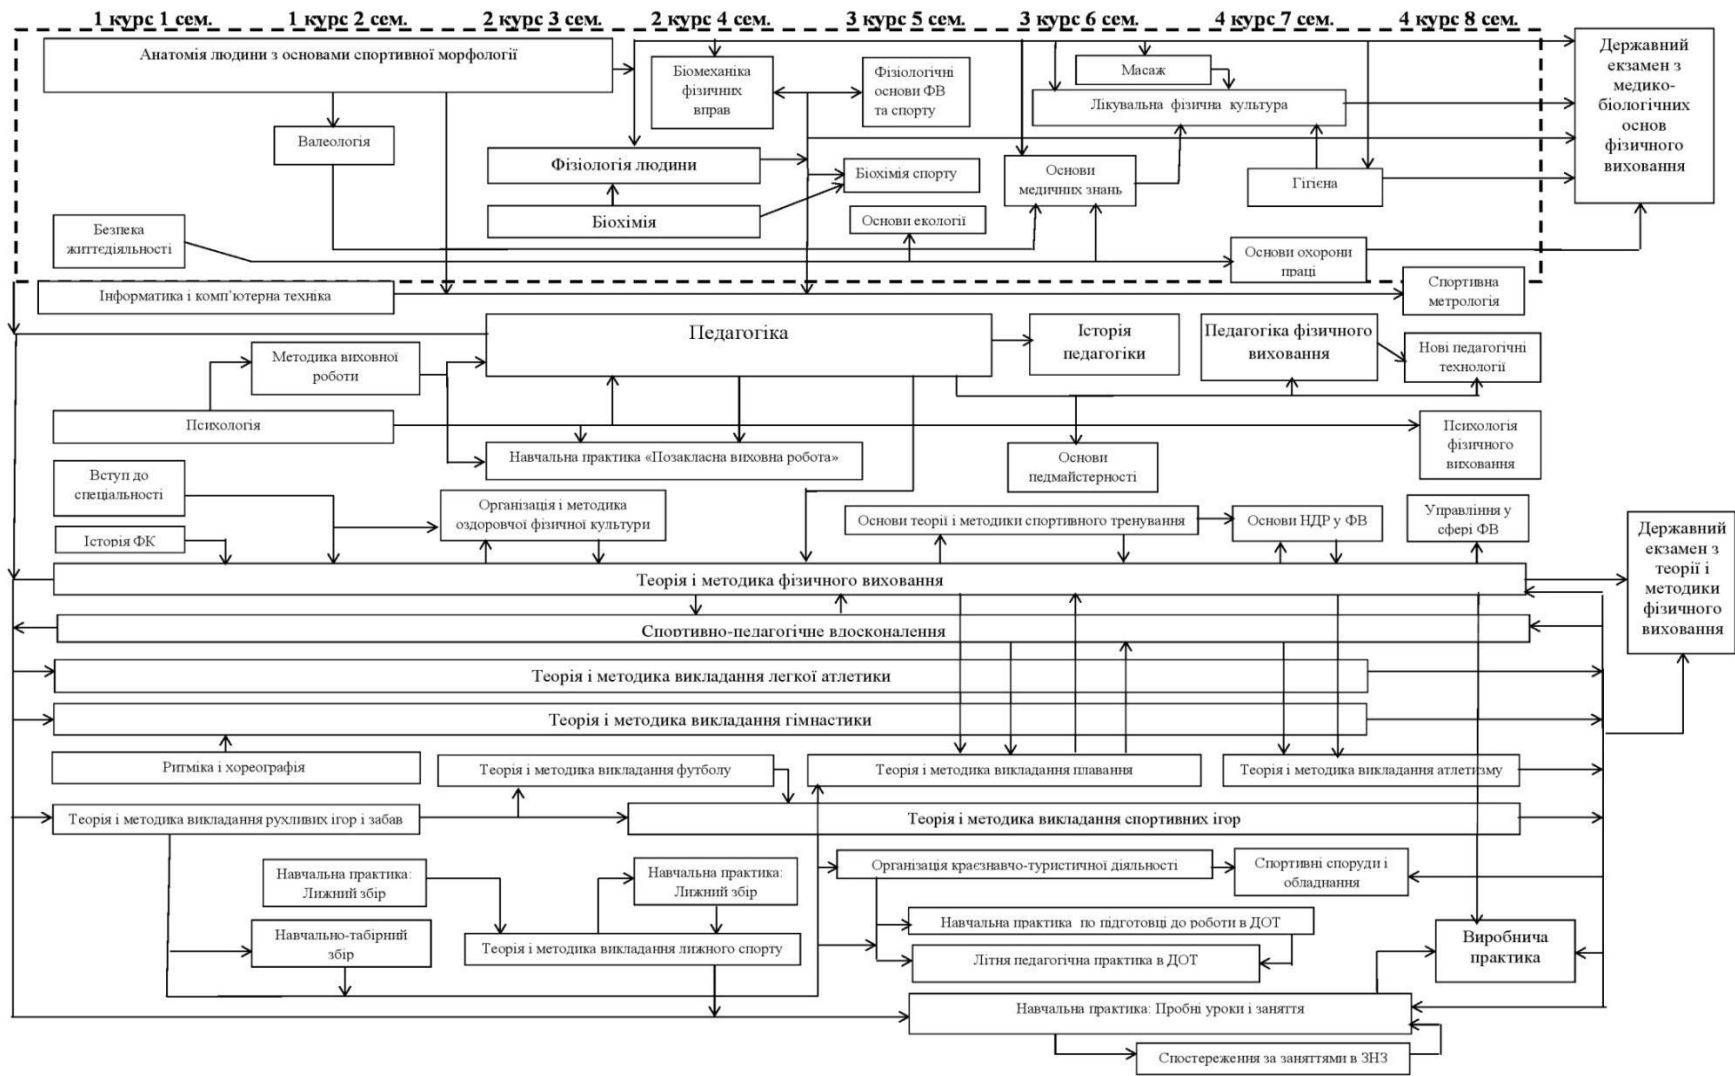 1 курс 1 сем. 1 курс 2 сем. 2 курс 3 сем. 2 курс 4 сем. 3 курс 5 сем. 3 курс 6 сем. 4 курс 7 сем. 4 курс 8 сем.
Анатомія людини з основами спортивної морфології
Біомеханіка
фізичних
вправ
Фізіологічні
основи ФВ
та спорту
Масаж
Лікувальна фізична культура
Державний
екзамен з
медико-
біологічних
основ
фізичного
виховання
Валеологія
Фізіологія людини
Біохімія спорту
Основи
медичних знань
Гігієна
Біохімія
Основи екології
Безпека
життєдіяльності
Основи охорони
праці
Інформатика і комп’ютерна техніка
Спортивна
метрологія
Педагогіка
Історія
педагогіки
Педагогіка фізичного
виховання
Нові педагогічні
технології
Методика виховної
роботи
Психологія
Психологія
фізичного
виховання
Навчальна практика «Позакласна виховна робота»
Основи
педмайстерності
Вступ до
спеціальності
Організація і методика
оздоровчої фізичної культури
Основи теорії і методики спортивного тренування
Основи НДР у ФВ
Управління у
сфері ФВ
Державний
екзамен з
теорії і
методики
фізичного
виховання
Історія ФК
Теорія і методика фізичного виховання
Спортивно-педагогічне вдосконалення
Теорія і методика викладання легкої атлетики
Теорія і методика викладання гімнастики
Ритміка і хореографія
Теорія і методика викладання футболу
Теорія і методика викладання плавання
Теорія і методика викладання атлетизму
Теорія і методика викладання рухливих ігор і забав
Теорія і методика викладання спортивних ігор
Навчальна практика:
Лижний збір
Навчальна практика:
Лижний збір
Організація краєзнавчо-туристичної діяльності
Спортивні споруди і
обладнання
Навчально-табірний
збір
Теорія і методика викладання лижного спорту
Навчальна практика по підготовці до роботи в ДОТ
Літня педагогічна практика в ДОТ
Виробнича
практика
Навчальна практика: Пробні уроки і заняття
Спостереження за заняттями в ЗНЗ